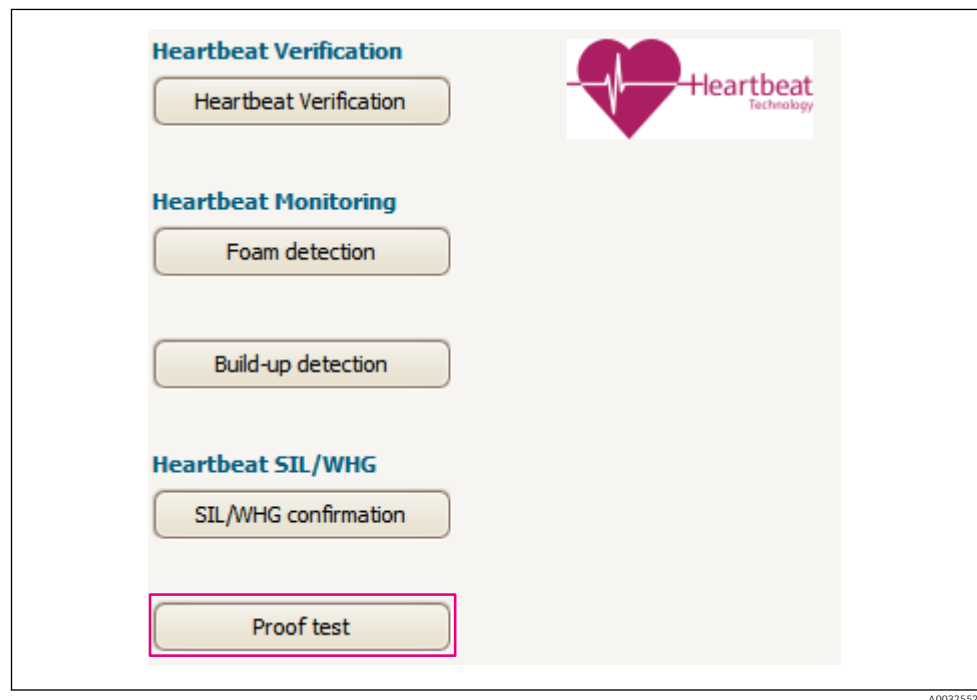 Heartbeat Verification
Heartbeat Verification
Heartbeat
Technology
Heartbeat Monitoring
Foam detection
Build-up detection
Heartbeat SIL/WHG
SIL/WHG confirmation
Proof test
A0032552